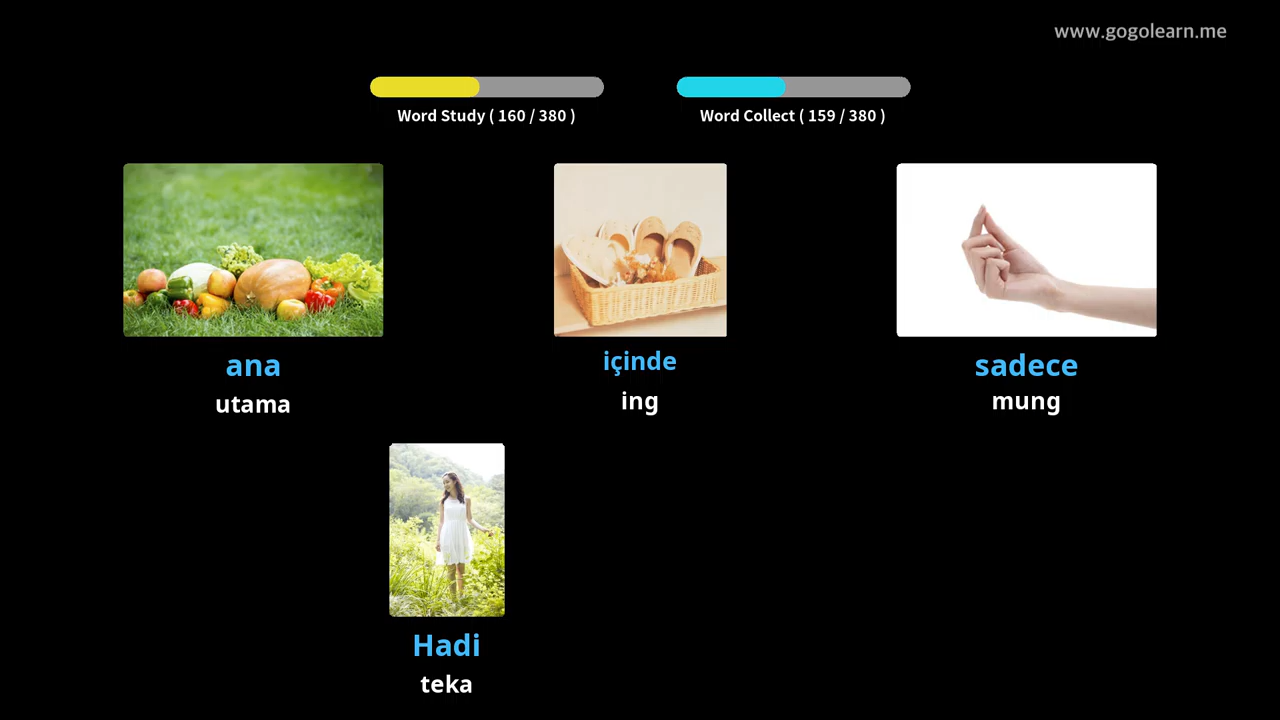 www.gogolearn.me
Word Study ( 160 / 380 )
Word Collect ( 159 / 380 )
ana
utama
içinde
ing
sadece
mung
Hadi
teka